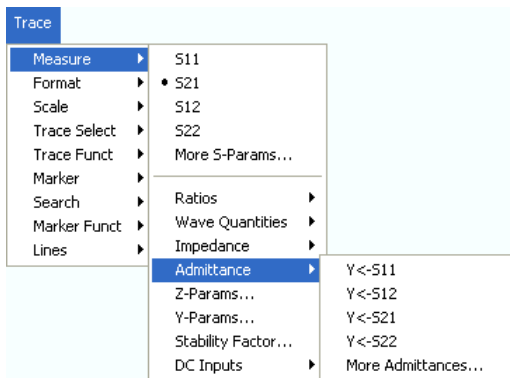 Trace
Measure
Format
Scale
Trace Select
Trace Funct
Marker
Search
Marker Funct
Lines
S11
S21
S12
S22
More S-Params...
Ratios
Wave Quantities
Impedance
Admittance
Z-Params...
Y-Params...
Stability Factor...
DC Inputs
Y<-S11
Y<-S12
Y<-S21
Y<-S22
More Admittances...